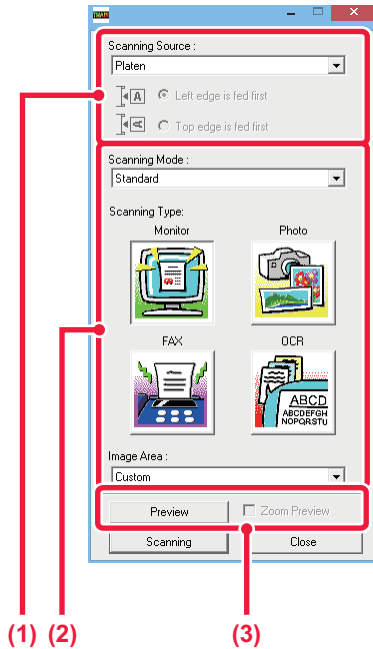 TWAIN
Scanning Source :
Platen
A Left edge is fed first
A Top edge is fed first
Scanning Mode :
Standard
Scanning Type:
Monitor Photo
FAX OCR
ABCD
ABCDEFGH
NOPQRSTU
Image Area :
Custom
Preview Zoom Preview
Scanning Close
(1) (2) (3)